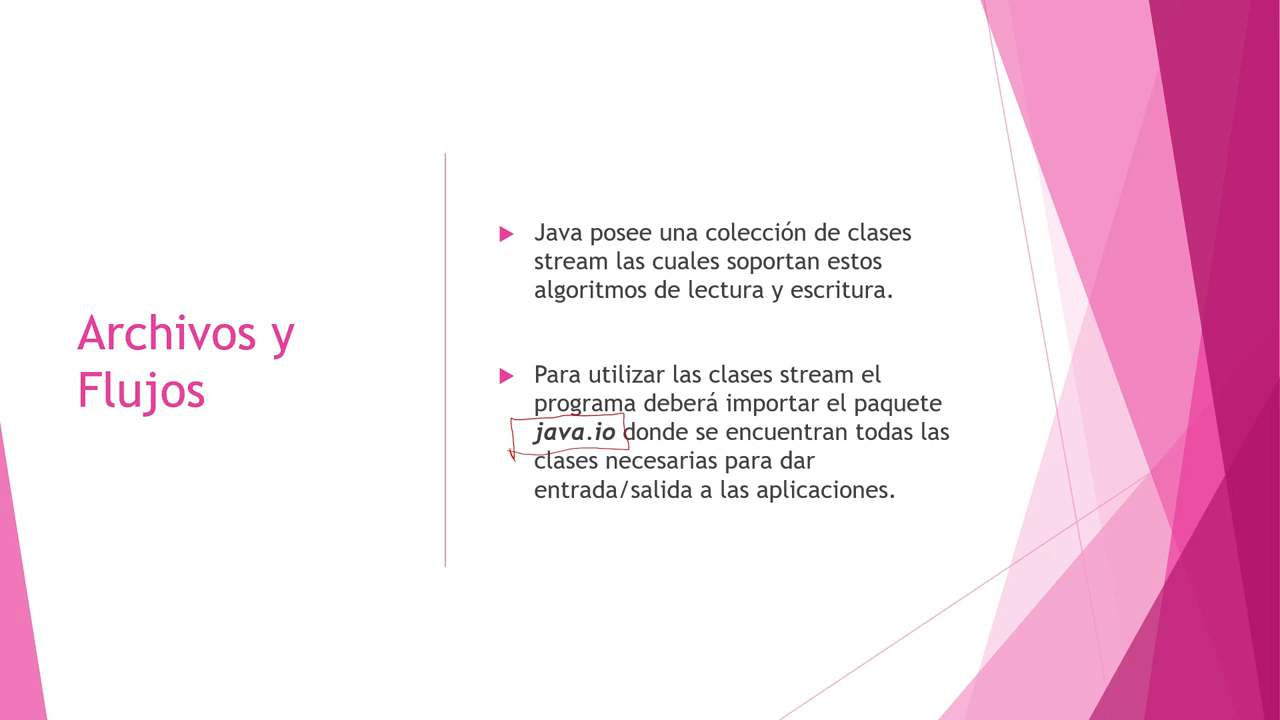 Archivos y
Flujos
Java posee una colección de clases
stream las cuales soportan estos
algoritmos de lectura y escritura.
Para utilizar las clases stream el
programa deberá importar el paquete
java.io donde se encuentran todas las
clases necesarias para dar
entrada/salida a las aplicaciones.